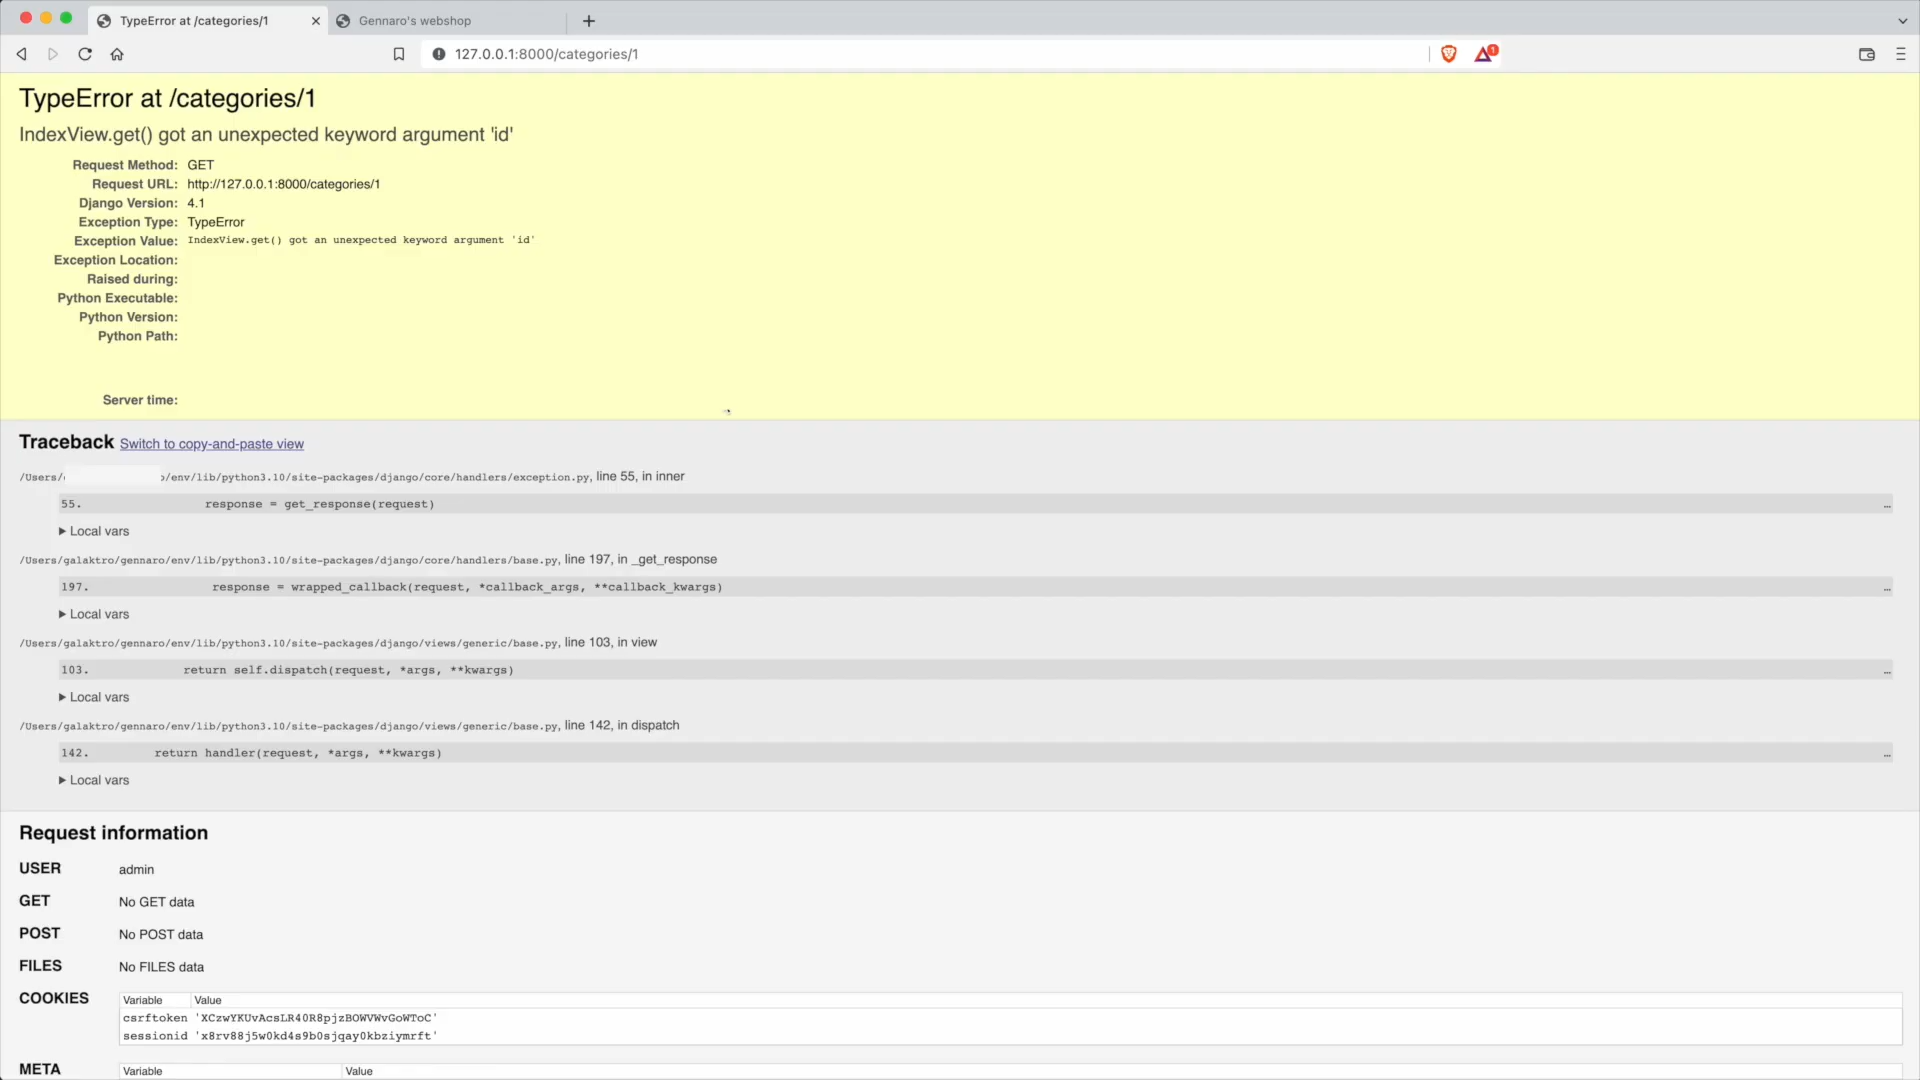 TypeError at /categories/1
Gennaro's webshop
127.0.0.1:8000/categories/1
1
TypeError at /categories/1
IndexView.get() got an unexpected keyword argument 'id'
Request Method: GET
Request URL: http://127.0.0.1:8000/categories/1
Django Version: 4.1
Exception Type: TypeError
Exception Value: IndexView.get() got an unexpected keyword argument 'id'
Exception Location:
Raised during:
Python Executable:
Python Version:
Python Path:
Server time:
Traceback Switch to copy-and-paste view
/Users/ /env/lib/python3.10/site-packages/django/core/handlers/exception.py, line 55, in inner
55. response = get_response(request) …
▶ Local vars
/Users/galaktro/gennaro/env/lib/python3.10/site-packages/django/core/handlers/base.py, line 197, in _get_response
197. response = wrapped_callback(request, *callback_args, **callback_kwargs) …
▶ Local vars
/Users/galaktro/gennaro/env/lib/python3.10/site-packages/django/views/generic/base.py, line 103, in view
103. return self.dispatch(request, *args, **kwargs) …
▶ Local vars
/Users/galaktro/gennaro/env/lib/python3.10/site-packages/django/views/generic/base.py, line 142, in dispatch
142. return handler(request, *args, **kwargs) …
▶ Local vars
Request information
USER admin
GET No GET data
POST No POST data
FILES No FILES data
COOKIES Variable Value
csrftoken 'XCzwYKUvAcsLR40R8pjzBOWVWvGoWToC'
sessionid 'x8rv88j5w0kd4s9b0sjqay0kbziymrft'
META Variable Value